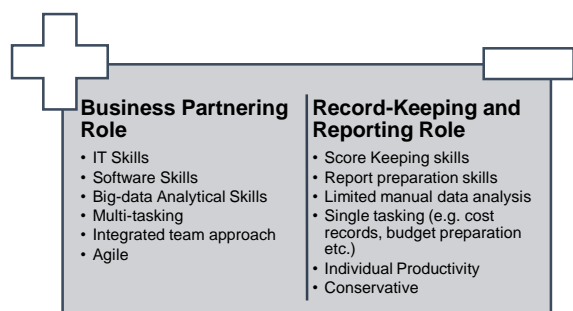 Business Partnering
Role
• IT Skills
• Software Skills
• Big-data Analytical Skills
• Multi-tasking
• Integrated team approach
• Agile
Record-Keeping and
Reporting Role
• Score Keeping skills
• Report preparation skills
• Limited manual data analysis
• Single tasking (e.g. cost
records, budget preparation
etc.)
• Individual Productivity
• Conservative